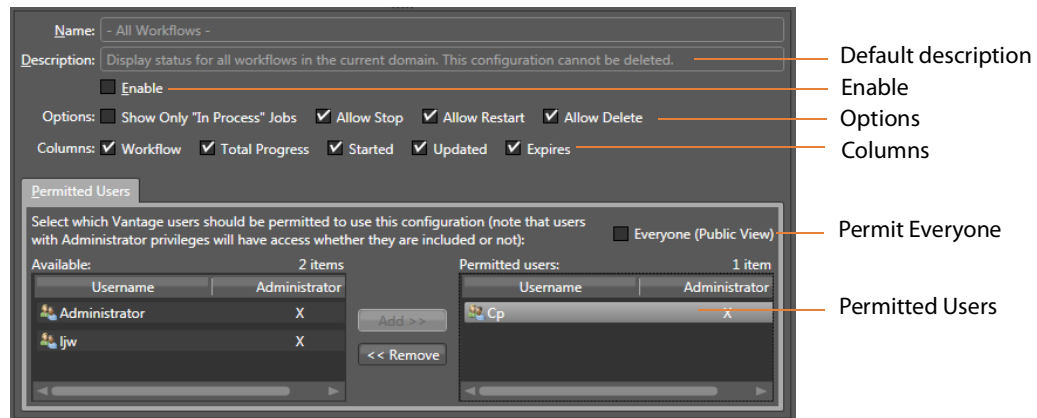 Name: - All Workflows -
Description: Display status for all workflows in the current domain. This configuration cannot be deleted.
Default description
Enable
Enable
Options: Show Only "In Process" Jobs Allow Stop Allow Restart Allow Delete
Options
Columns: Workflow Total Progress Started Updated Expires
Columns
Permitted Users
Select which Vantage users should be permitted to use this configuration (note that users
with Administrator privileges will have access whether they are included or not):
Everyone (Public View)
Permit Everyone
Available: 2 items
Permitted users: 1 item
Username Administrator
Username Administrator
Administrator X
Cp X
Permitted Users
Add >>
ljw X
<< Remove